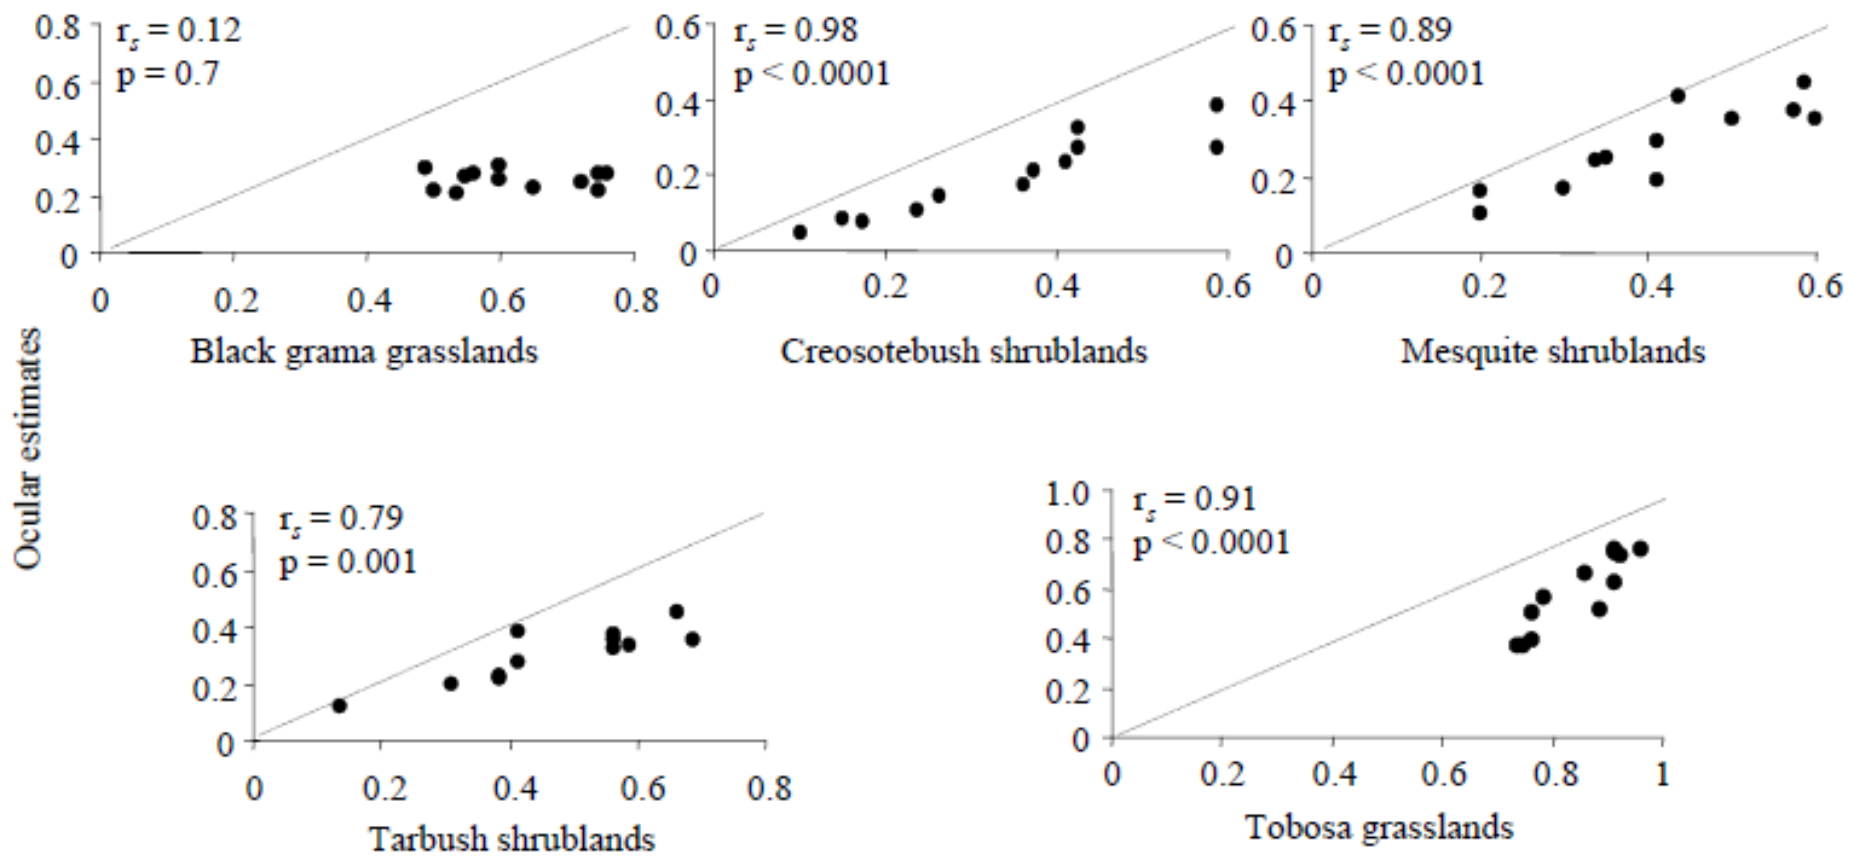 0.8
r_s = 0.12
p = 0.7
0.6
0.4
0.2
0
0 0.2 0.4 0.6 0.8
Black grama grasslands
0.6
r_s = 0.98
p < 0.0001
0.4
0.2
0
0 0.2 0.4 0.6
Creosotebush shrublands
0.6
r_s = 0.89
p < 0.0001
0.4
0.2
0
0 0.2 0.4 0.6
Mesquite shrublands
Ocular estimates
0.8
r_s = 0.79
p = 0.001
0.6
0.4
0.2
0
0 0.2 0.4 0.6 0.8
Tarbush shrublands
1.0
r_s = 0.91
p < 0.0001
0.8
0.6
0.4
0.2
0
0 0.2 0.4 0.6 0.8 1
Tobosa grasslands